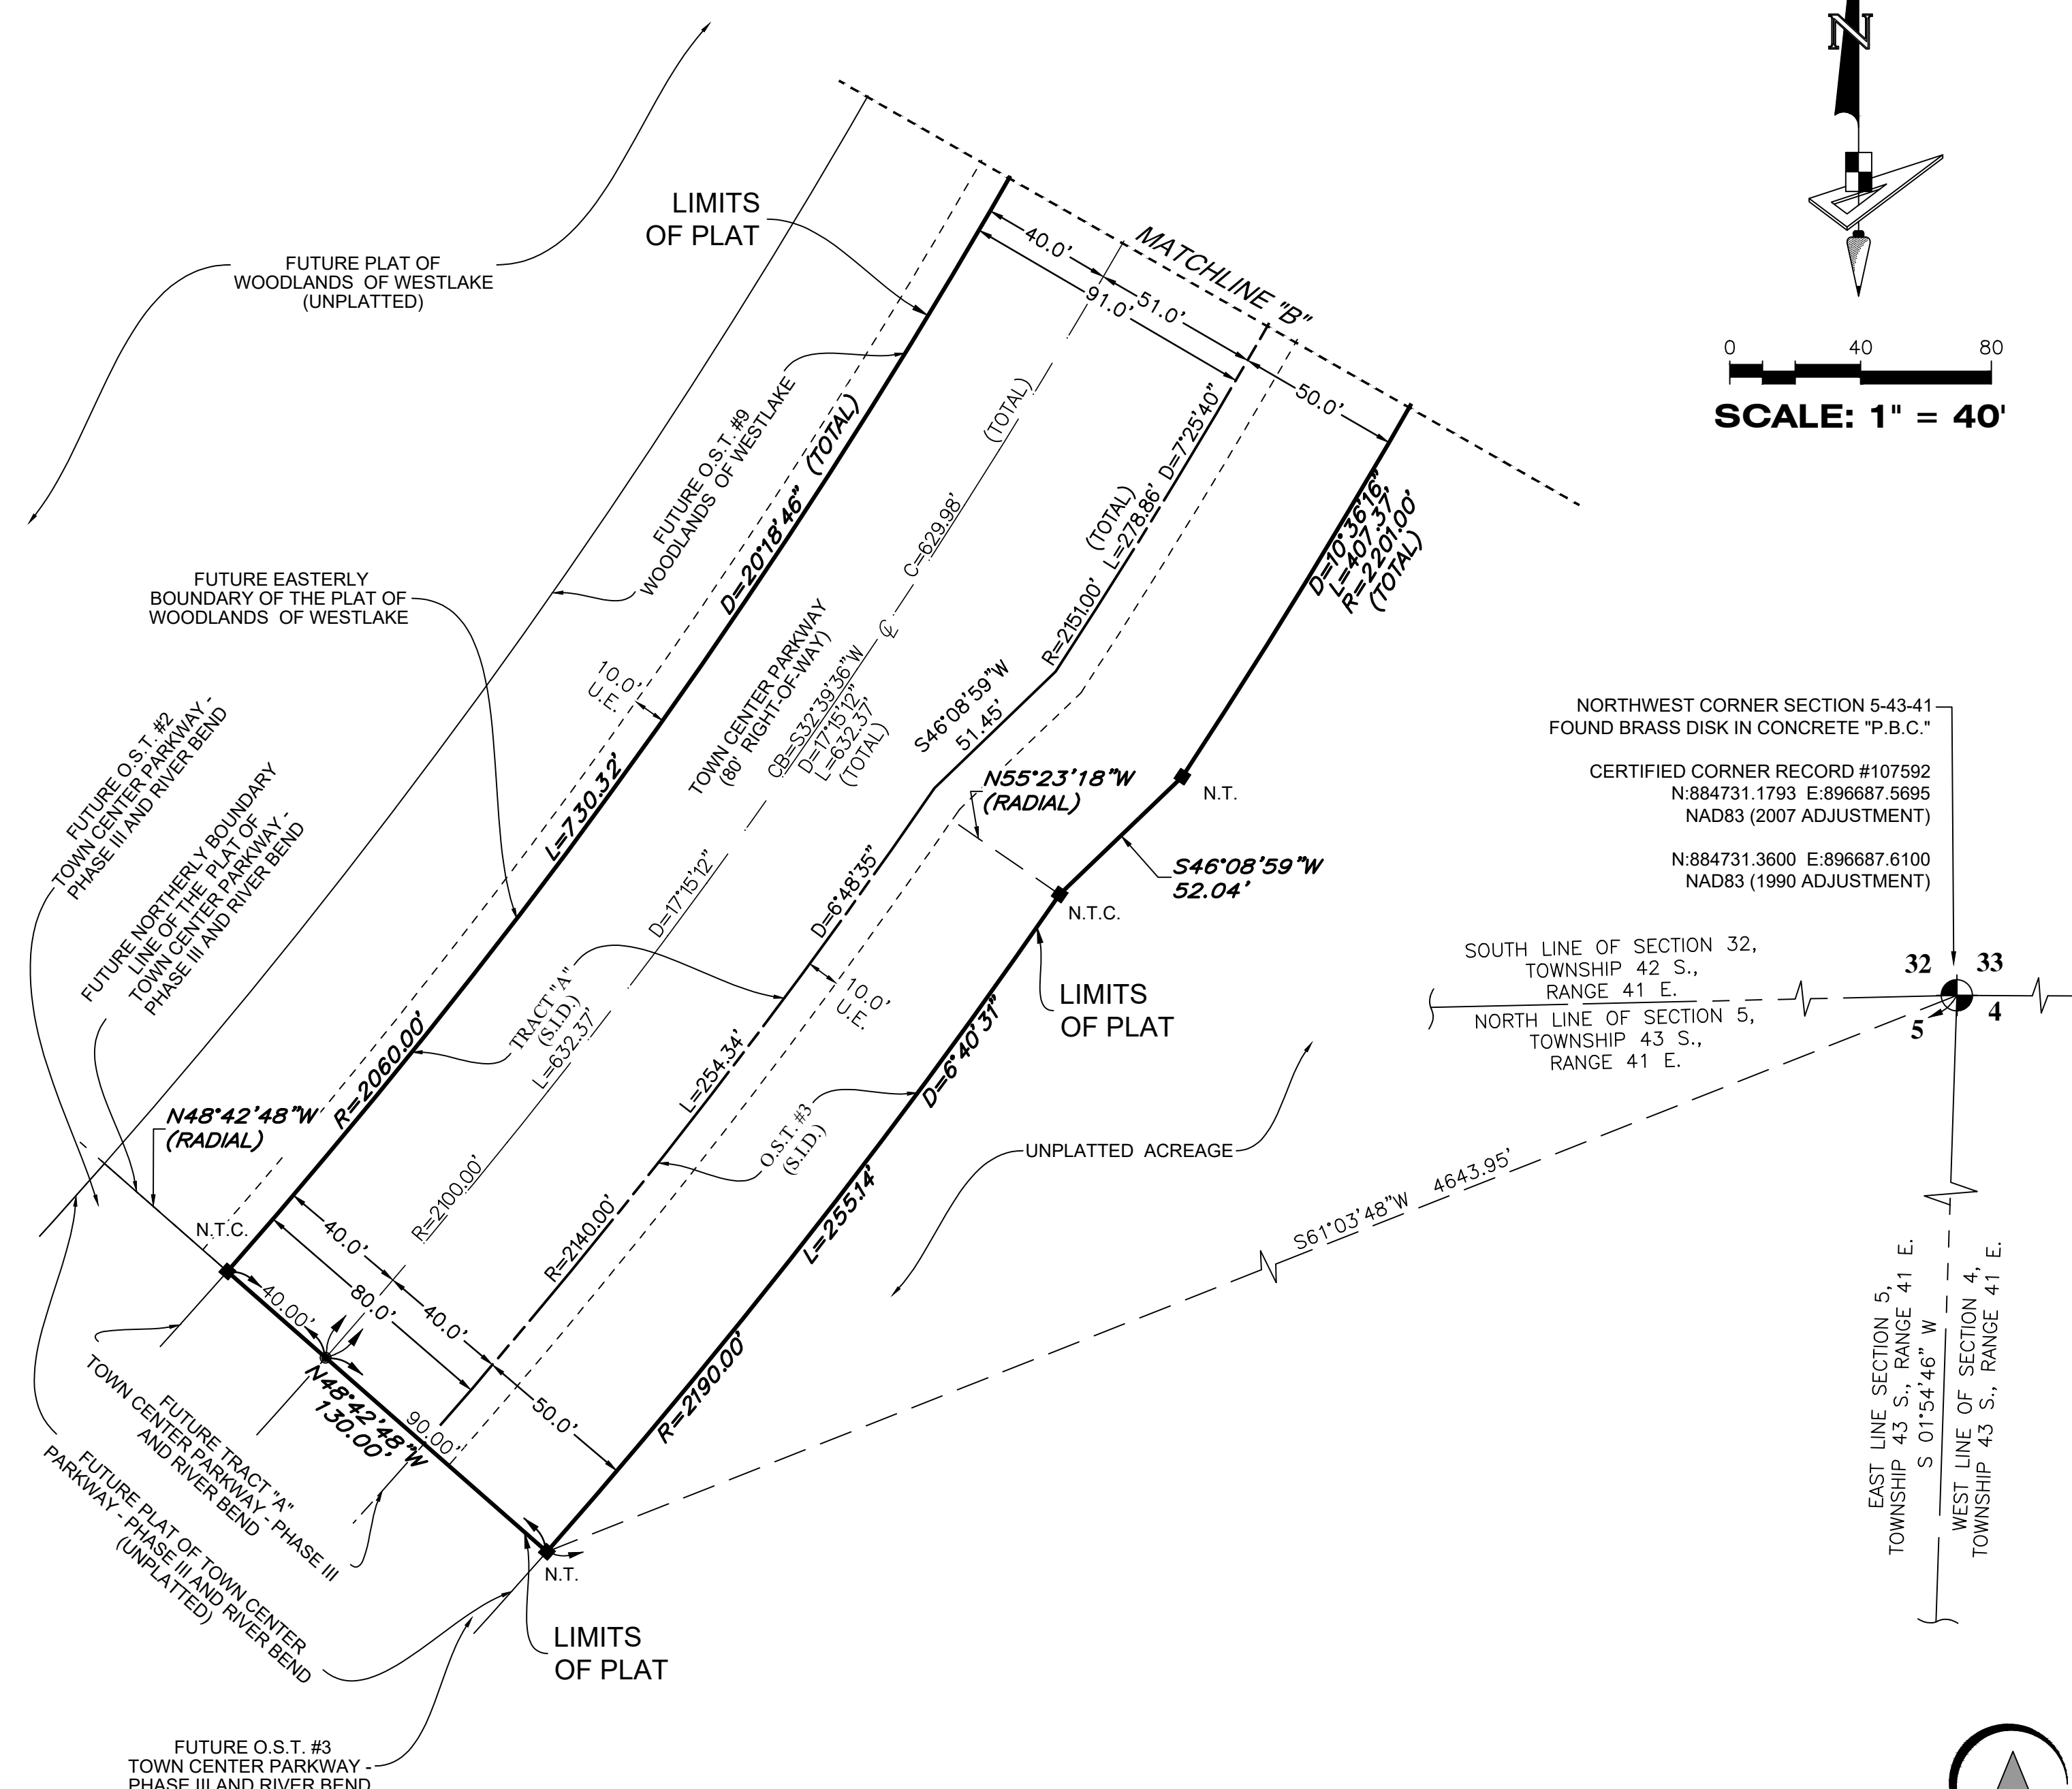 N
0 40 80
SCALE: 1" = 40'
LIMITS
OF PLAT
FUTURE PLAT OF
WOODLANDS OF WESTLAKE
(UNPLATTED)
MATCHLINE "B"
40.0'
51.0'
91.0'
50.0'
FUTURE O.S.T. #9
WOODLANDS OF WESTLAKE
D=20°18'46" (TOTAL)
L=730.32'
R=2060.00'
(TOTAL)
C=629.98'
℄
(TOTAL)
R=2151.00' L=278.86' D=7°25'40"
D=10°36'16"
L=407.37'
R=2201.00'
(TOTAL)
FUTURE EASTERLY
BOUNDARY OF THE PLAT OF
WOODLANDS OF WESTLAKE
10.0'
U.E.
TOWN CENTER PARKWAY
(80' RIGHT-OF-WAY)
CB=S32°39'36"W
D=17°15'12"
L=632.37'
(TOTAL)
S46°08'59"W
51.45'
N55°23'18"W
(RADIAL)
N.T.
S46°08'59"W
52.04'
N.T.C.
NORTHWEST CORNER SECTION 5-43-41
FOUND BRASS DISK IN CONCRETE "P.B.C."
CERTIFIED CORNER RECORD #107592
N:884731.1793 E:896687.5695
NAD83 (2007 ADJUSTMENT)
N:884731.3600 E:896687.6100
NAD83 (1990 ADJUSTMENT)
FUTURE O.S.T. #2
TOWN CENTER PARKWAY -
PHASE III AND RIVER BEND
FUTURE NORTHERLY BOUNDARY
LINE OF THE PLAT OF
TOWN CENTER PARKWAY -
PHASE III AND RIVER BEND
D=17°15'12"
L=632.37'
R=2100.00'
D=6°48'35"
L=254.34'
R=2140.00'
TRACT "A"
(S.I.D.)
10.0'
U.E.
LIMITS
OF PLAT
D=6°40'31"
L=255.14'
R=2190.00'
O.S.T. #3
(S.I.D.)
SOUTH LINE OF SECTION 32,
TOWNSHIP 42 S.,
RANGE 41 E.
NORTH LINE OF SECTION 5,
TOWNSHIP 43 S.,
RANGE 41 E.
32 33
5 4
UNPLATTED ACREAGE
S61°03'48"W 4643.95'
EAST LINE SECTION 5,
TOWNSHIP 43 S., RANGE 41 E.
S 01°54'46" W
WEST LINE OF SECTION 4,
TOWNSHIP 43 S., RANGE 41 E.
N48°42'48"W
(RADIAL)
N.T.C.
40.0'
80.0'
40.0'
50.0'
40.00'
90.00'
N48°42'48"W
130.00'
N.T.
LIMITS
OF PLAT
FUTURE TRACT "A"
TOWN CENTER PARKWAY - PHASE III
AND RIVER BEND
FUTURE PLAT OF TOWN CENTER
PARKWAY - PHASE III AND RIVER BEND
(UNPLATTED)
FUTURE O.S.T. #3
TOWN CENTER PARKWAY -
PHASE III AND RIVER BEND